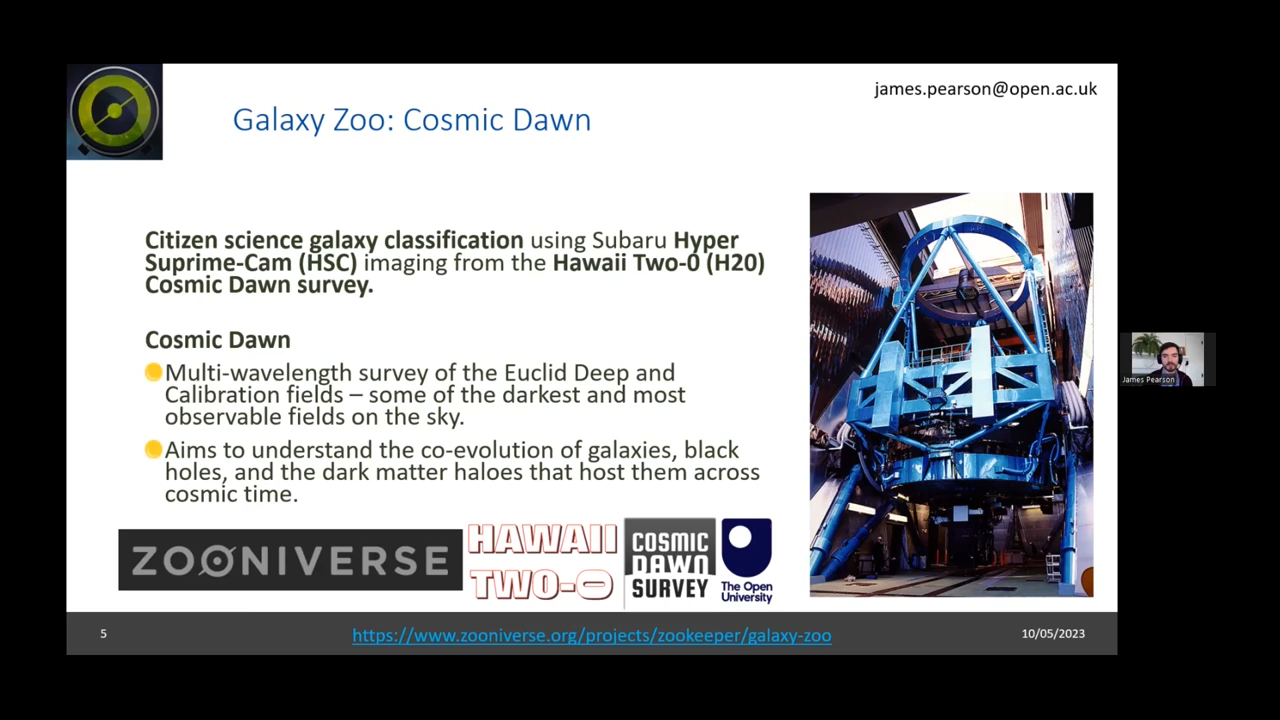 james.pearson@open.ac.uk
Galaxy Zoo: Cosmic Dawn
Citizen science galaxy classification using Subaru Hyper
Suprime-Cam (HSC) imaging from the Hawaii Two-0 (H20)
Cosmic Dawn survey.
Cosmic Dawn
Multi-wavelength survey of the Euclid Deep and
Calibration fields – some of the darkest and most
observable fields on the sky.
Aims to understand the co-evolution of galaxies, black
holes, and the dark matter haloes that host them across
cosmic time.
ZOONIVERSE
HAWAII
TWO-O
COSMIC
DAWN
SURVEY
The Open
University
5
https://www.zooniverse.org/projects/zookeeper/galaxy-zoo
10/05/2023
James Pearson